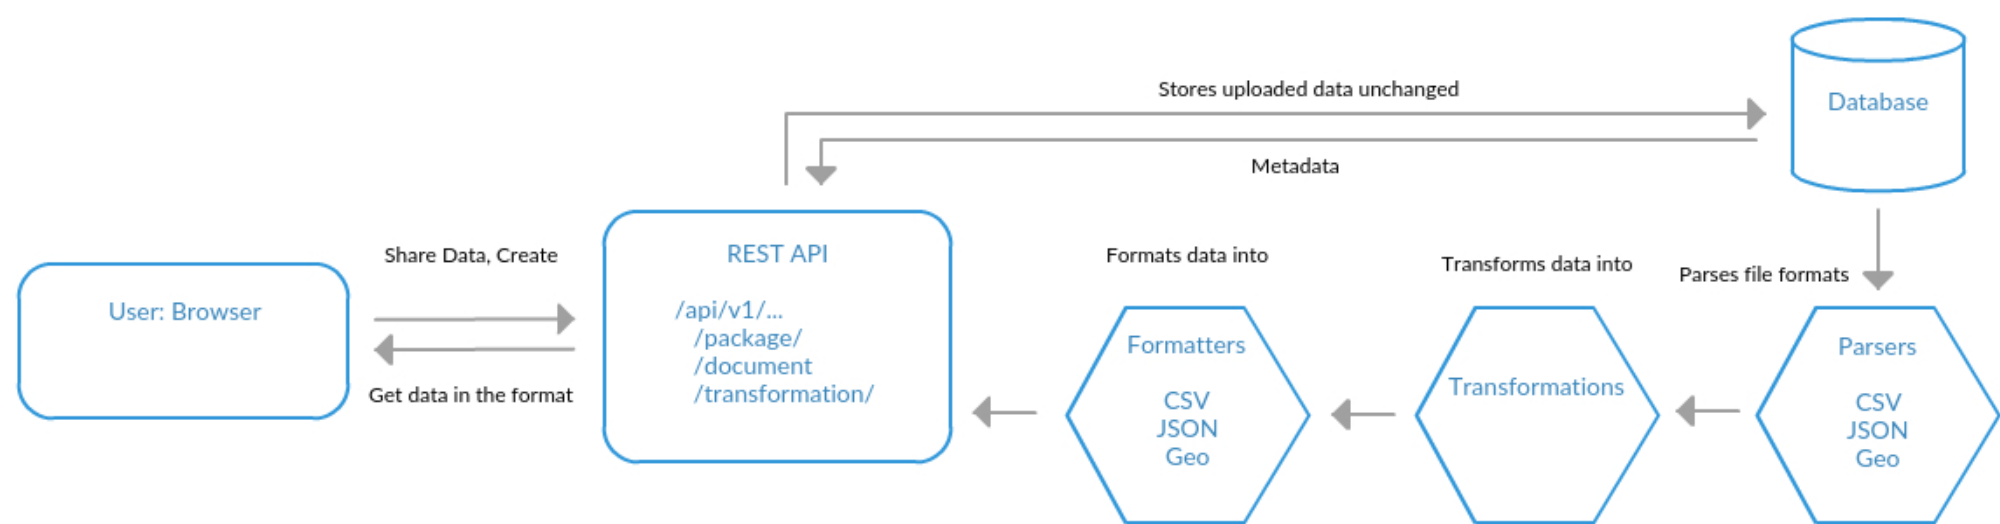 Stores uploaded data unchanged
Database
Metadata
Share Data, Create
REST API
Formats data into
Transforms data into
Parses file formats
User: Browser
/api/v1/...
/package/
/document
/transformation/
Get data in the format
Formatters
CSV
JSON
Geo
Transformations
Parsers
CSV
JSON
Geo